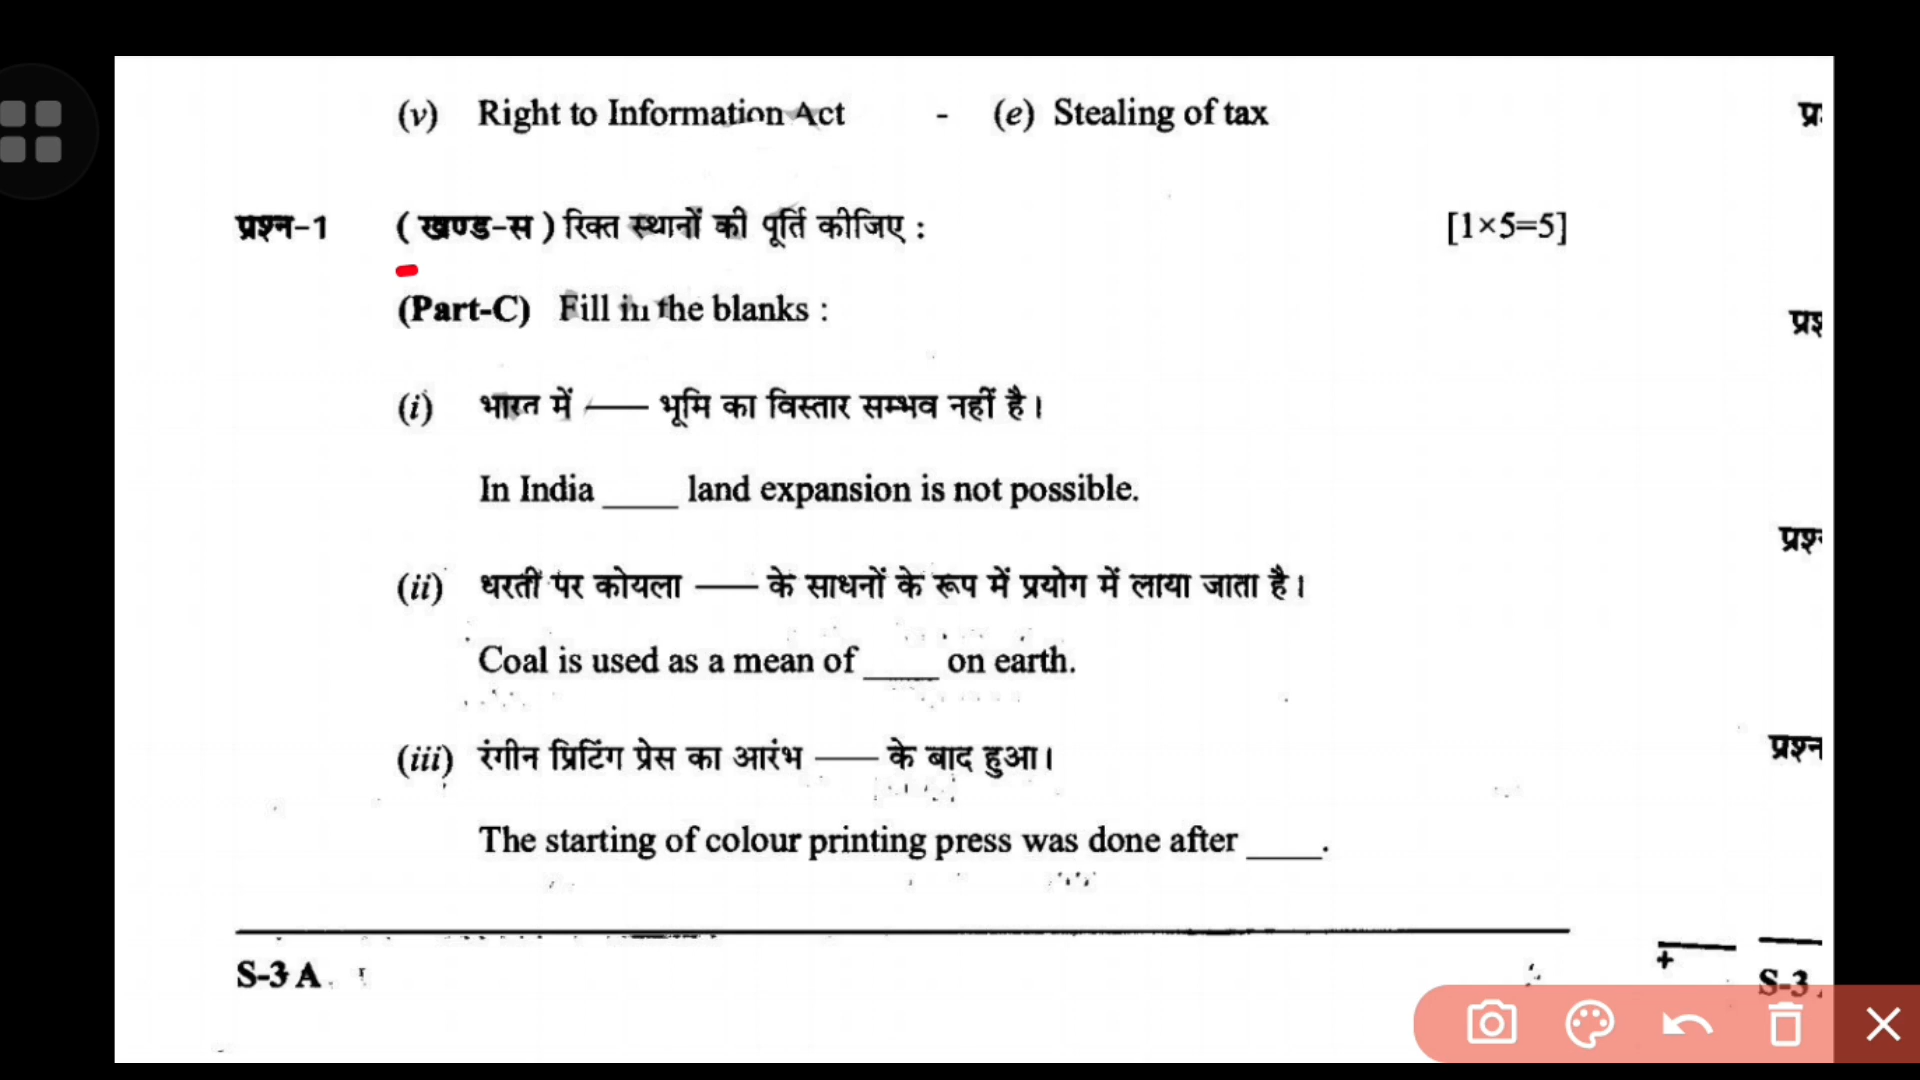 (v) Right to Information Act - (e) Stealing of tax
प्रश्न-1 ( खण्ड-स ) रिक्त स्थानों की पूर्ति कीजिए : [1×5=5]
(Part-C) Fill in the blanks :
(i) भारत में ____ भूमि का विस्तार सम्भव नहीं है।
In India ____ land expansion is not possible.
(ii) धरती पर कोयला ____ के साधनों के रूप में प्रयोग में लाया जाता है।
Coal is used as a mean of ____ on earth.
(iii) रंगीन प्रिटिंग प्रेस का आरंभ ____ के बाद हुआ।
The starting of colour printing press was done after ____.
S-3 A
S-3